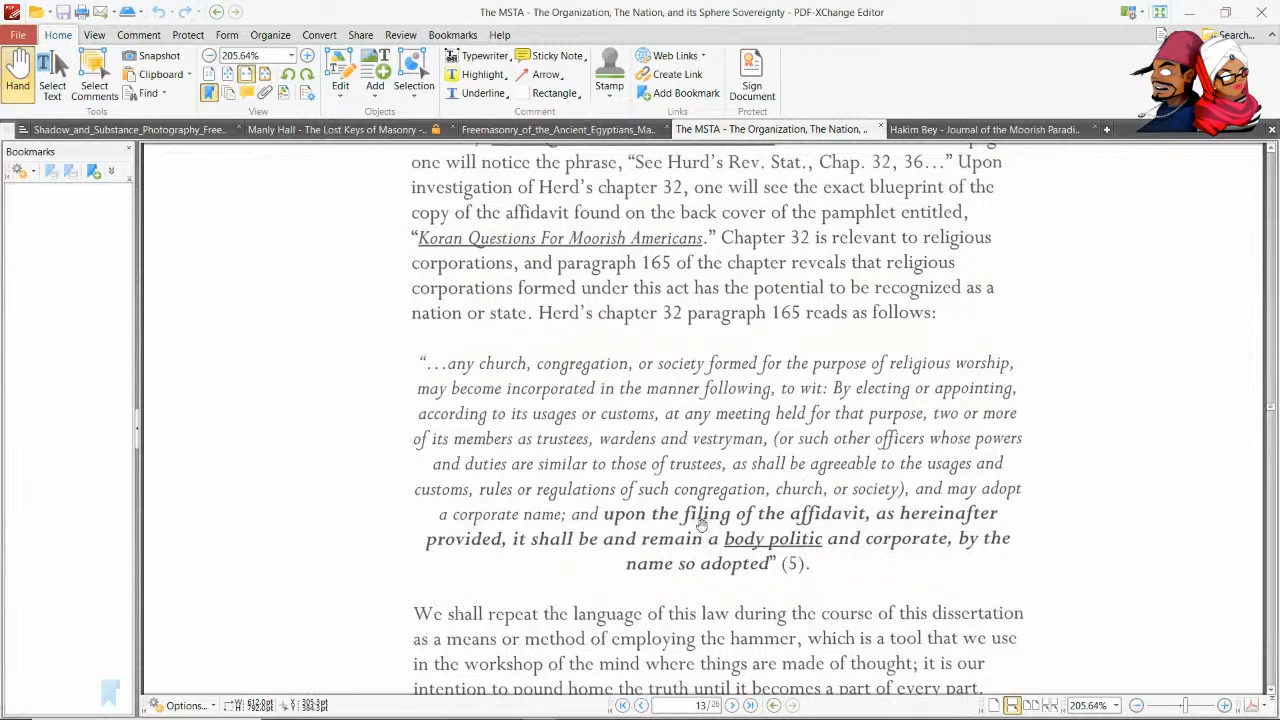 The MSTA - The Organization, The Nation, and its Sphere Sovereignty - PDF-XChange Editor
File Home View Comment Protect Form Organize Convert Share Review Bookmarks Help
Search...
Hand
Select Text
Select Comments
Snapshot
Clipboard
Find
Tools
205.64%
View
Edit
Add
Selection
Objects
Typewriter
Highlight
Underline
Sticky Note
Arrow
Rectangle
Stamp
Comment
Web Links
Create Link
Add Bookmark
Links
Sign Document
Protect
Shadow_and_Substance_Photography_Free...
Manly Hall - The Lost Keys of Masonry -
Freemasonry_of_the_Ancient_Egyptians_Ma...
The MSTA - The Organization, The Nation, ...
Hakim Bey - Journal of the Moorish Paradi...
Bookmarks
one will notice the phrase, “See Hurd’s Rev. Stat., Chap. 32, 36…” Upon
investigation of Herd’s chapter 32, one will see the exact blueprint of the
copy of the affidavit found on the back cover of the pamphlet entitled,
“Koran Questions For Moorish Americans.” Chapter 32 is relevant to religious
corporations, and paragraph 165 of the chapter reveals that religious
corporations formed under this act has the potential to be recognized as a
nation or state. Herd’s chapter 32 paragraph 165 reads as follows:
“…any church, congregation, or society formed for the purpose of religious worship,
may become incorporated in the manner following, to wit: By electing or appointing,
according to its usages or customs, at any meeting held for that purpose, two or more
of its members as trustees, wardens and vestryman, (or such other officers whose powers
and duties are similar to those of trustees, as shall be agreeable to the usages and
customs, rules or regulations of such congregation, church, or society), and may adopt
a corporate name; and upon the filing of the affidavit, as hereinafter
provided, it shall be and remain a body politic and corporate, by the
name so adopted” (5).
We shall repeat the language of this law during the course of this dissertation
as a means or method of employing the hammer, which is a tool that we use
in the workshop of the mind where things are made of thought; it is our
intention to pound home the truth until it becomes a part of every part.
Options...
13 / 26
205.64%